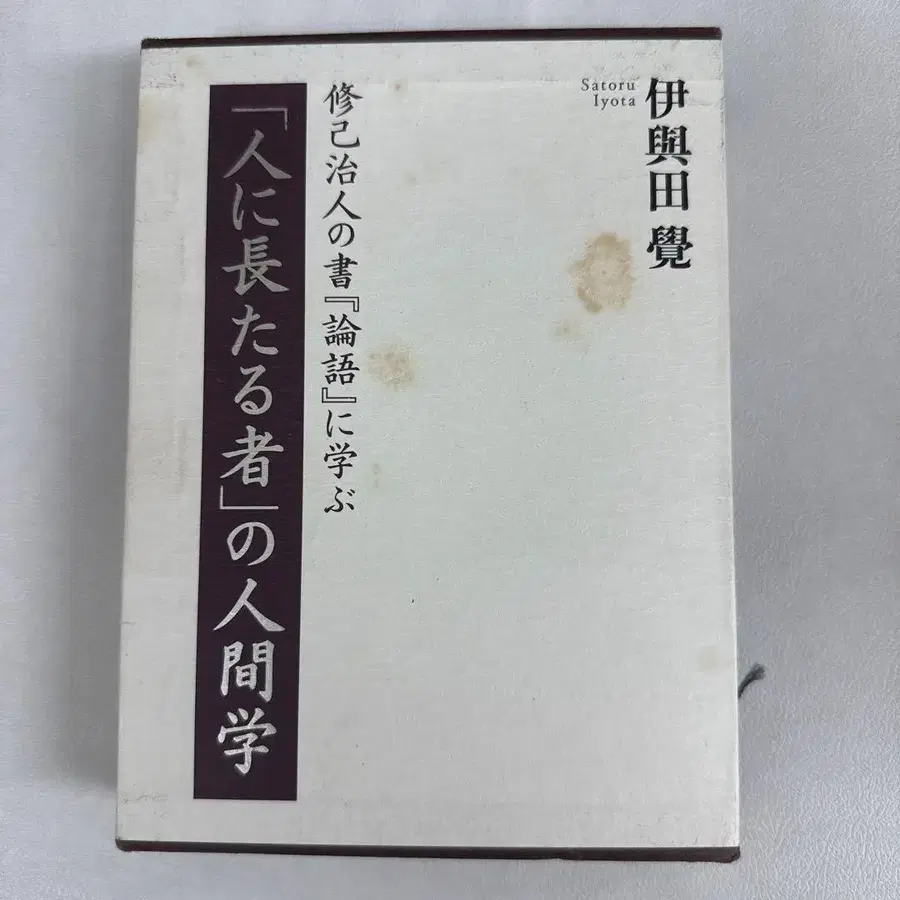 伊與田 覺
Satoru
Iyota
修己治人の書『論語』に学ぶ
「人に長たる者」の人間学